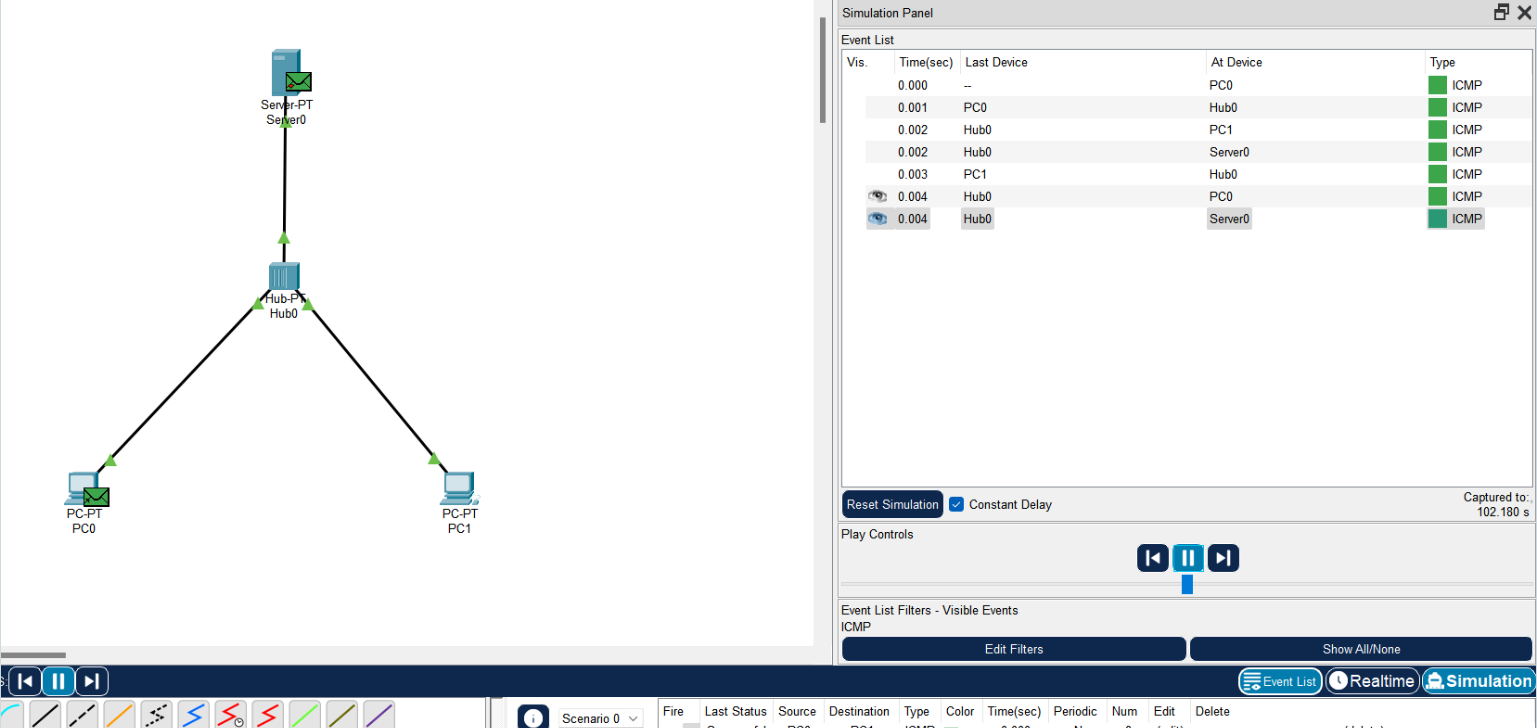 Simulation Panel
Event List
Vis. Time(sec) Last Device At Device Type
0.000 -- PC0 ICMP
0.001 PC0 Hub0 ICMP
0.002 Hub0 PC1 ICMP
0.002 Hub0 Server0 ICMP
0.003 PC1 Hub0 ICMP
0.004 Hub0 PC0 ICMP
0.004 Hub0 Server0 ICMP
Server-PT
Server0
Hub-PT
Hub0
PC-PT
PC0
PC-PT
PC1
Reset Simulation Constant Delay
Captured to:
102.180 s
Play Controls
Event List Filters - Visible Events
ICMP
Edit Filters Show All/None
Event List Realtime Simulation
Scenario 0
Fire Last Status Source Destination Type Color Time(sec) Periodic Num Edit Delete